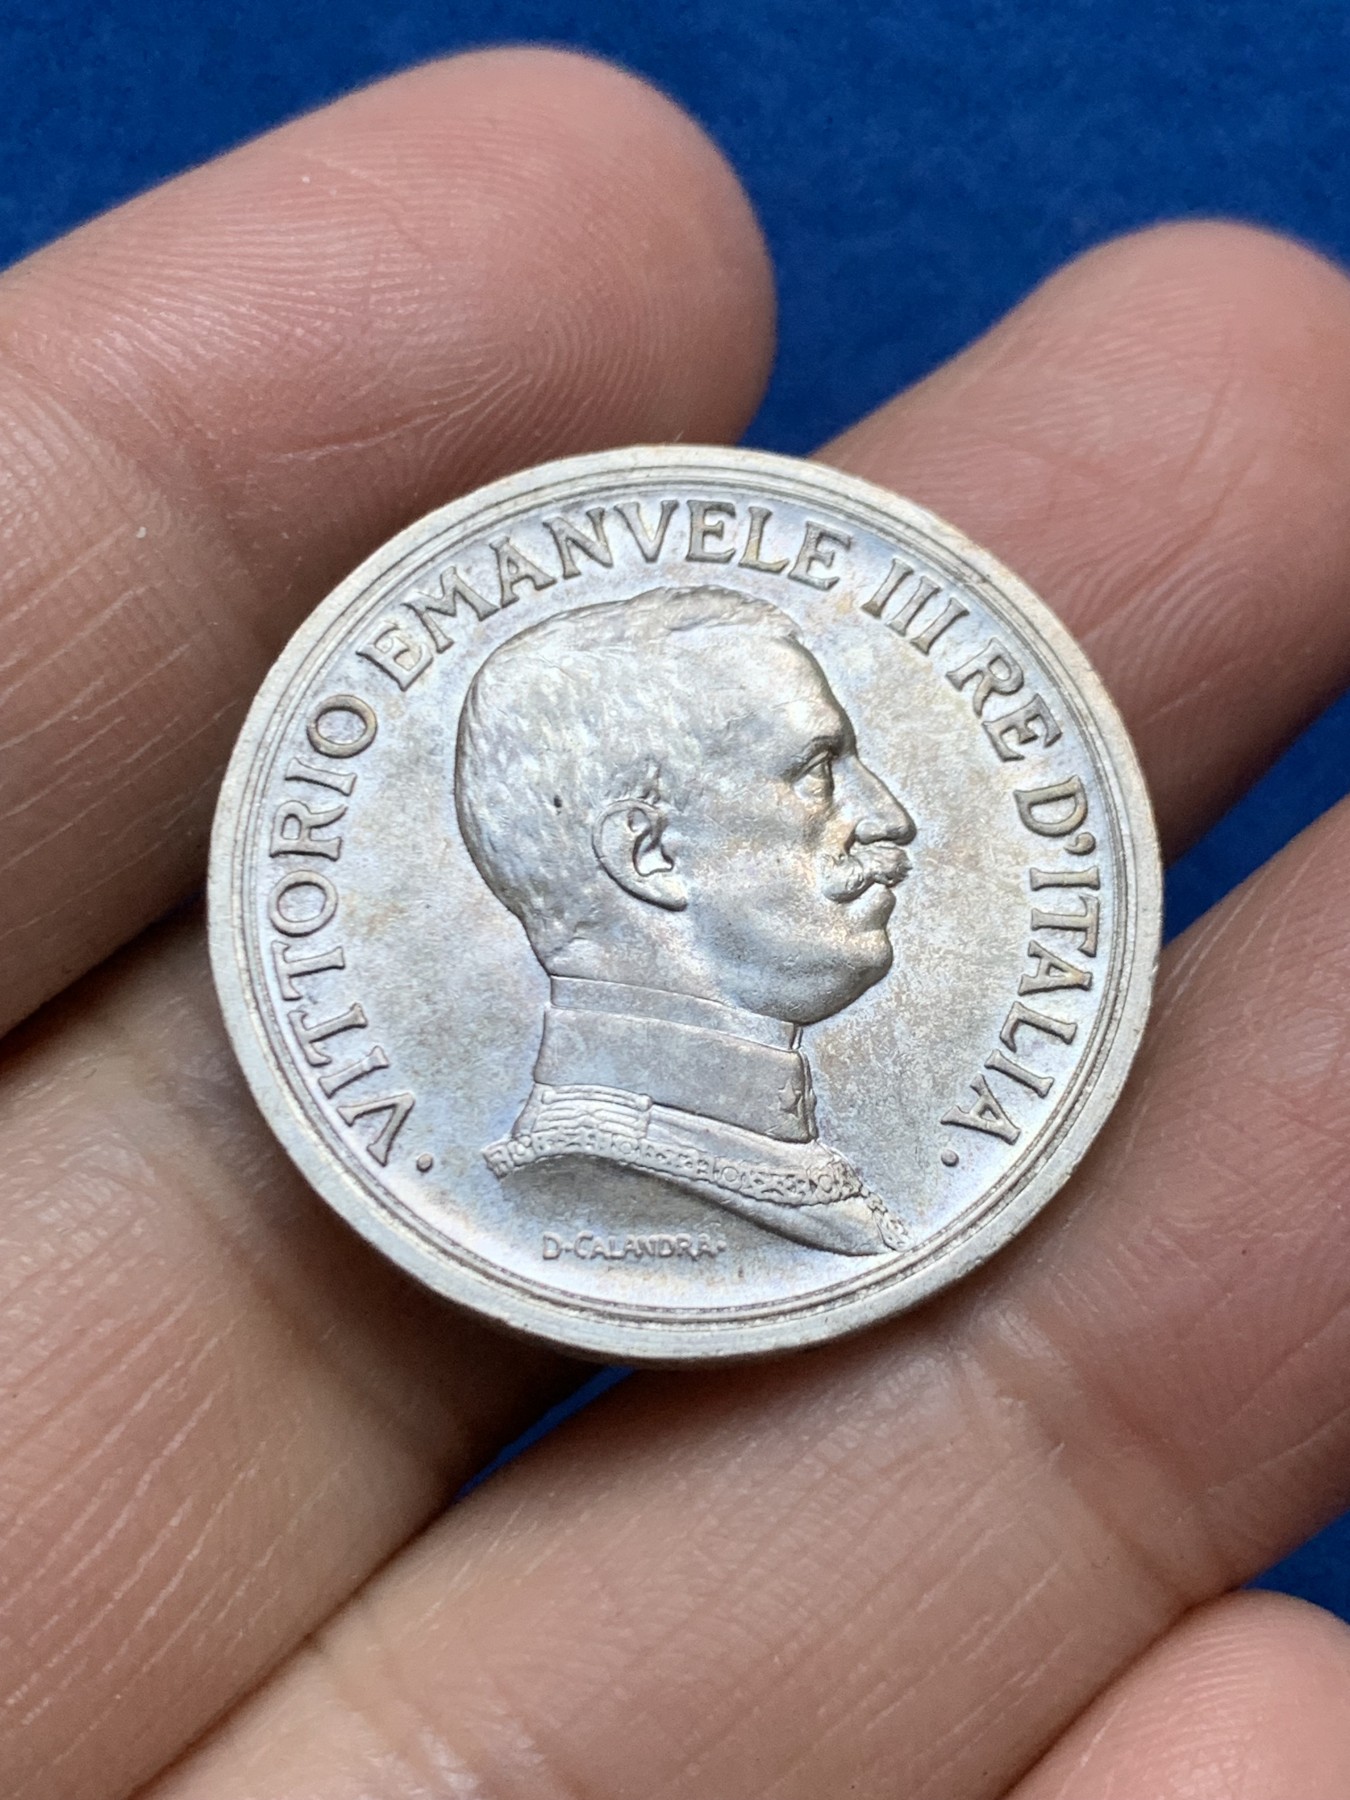 · VITTORIO EMANVELE III RE D'ITALIA ·
D·CALANDRA·